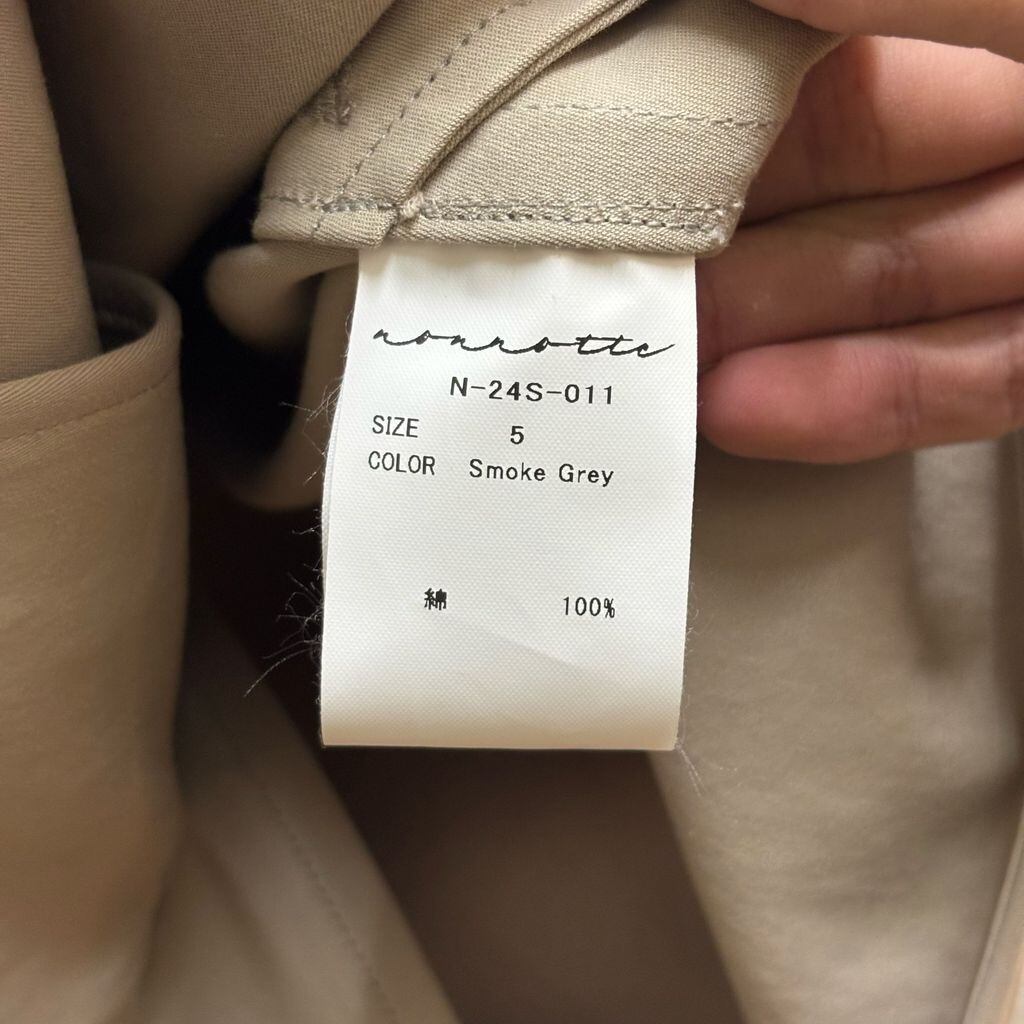 nonnotte
N-24S-011
SIZE 5
COLOR Smoke Grey
綿 100%